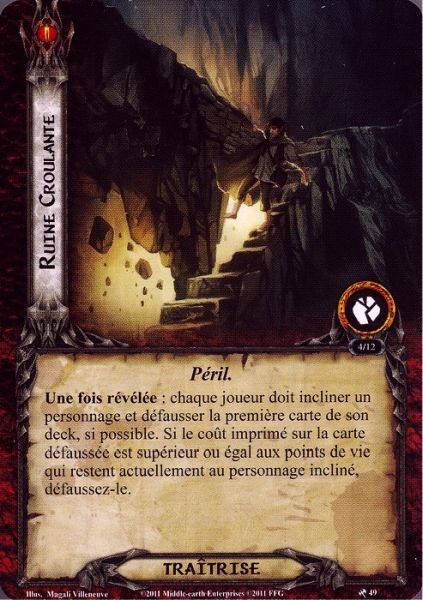 RUINE CROULANTE
4/12
Péril.
Une fois révélée : chaque joueur doit incliner un
personnage et défausser la première carte de son
deck, si possible. Si le coût imprimé sur la carte
défaussée est supérieur ou égal aux points de vie
qui restent actuellement au personnage incliné,
défaussez-le.
TRAÎTRISE
Illus. Magali Villeneuve ©2011 Middle-earth Enterprises ©2011 FFG 49